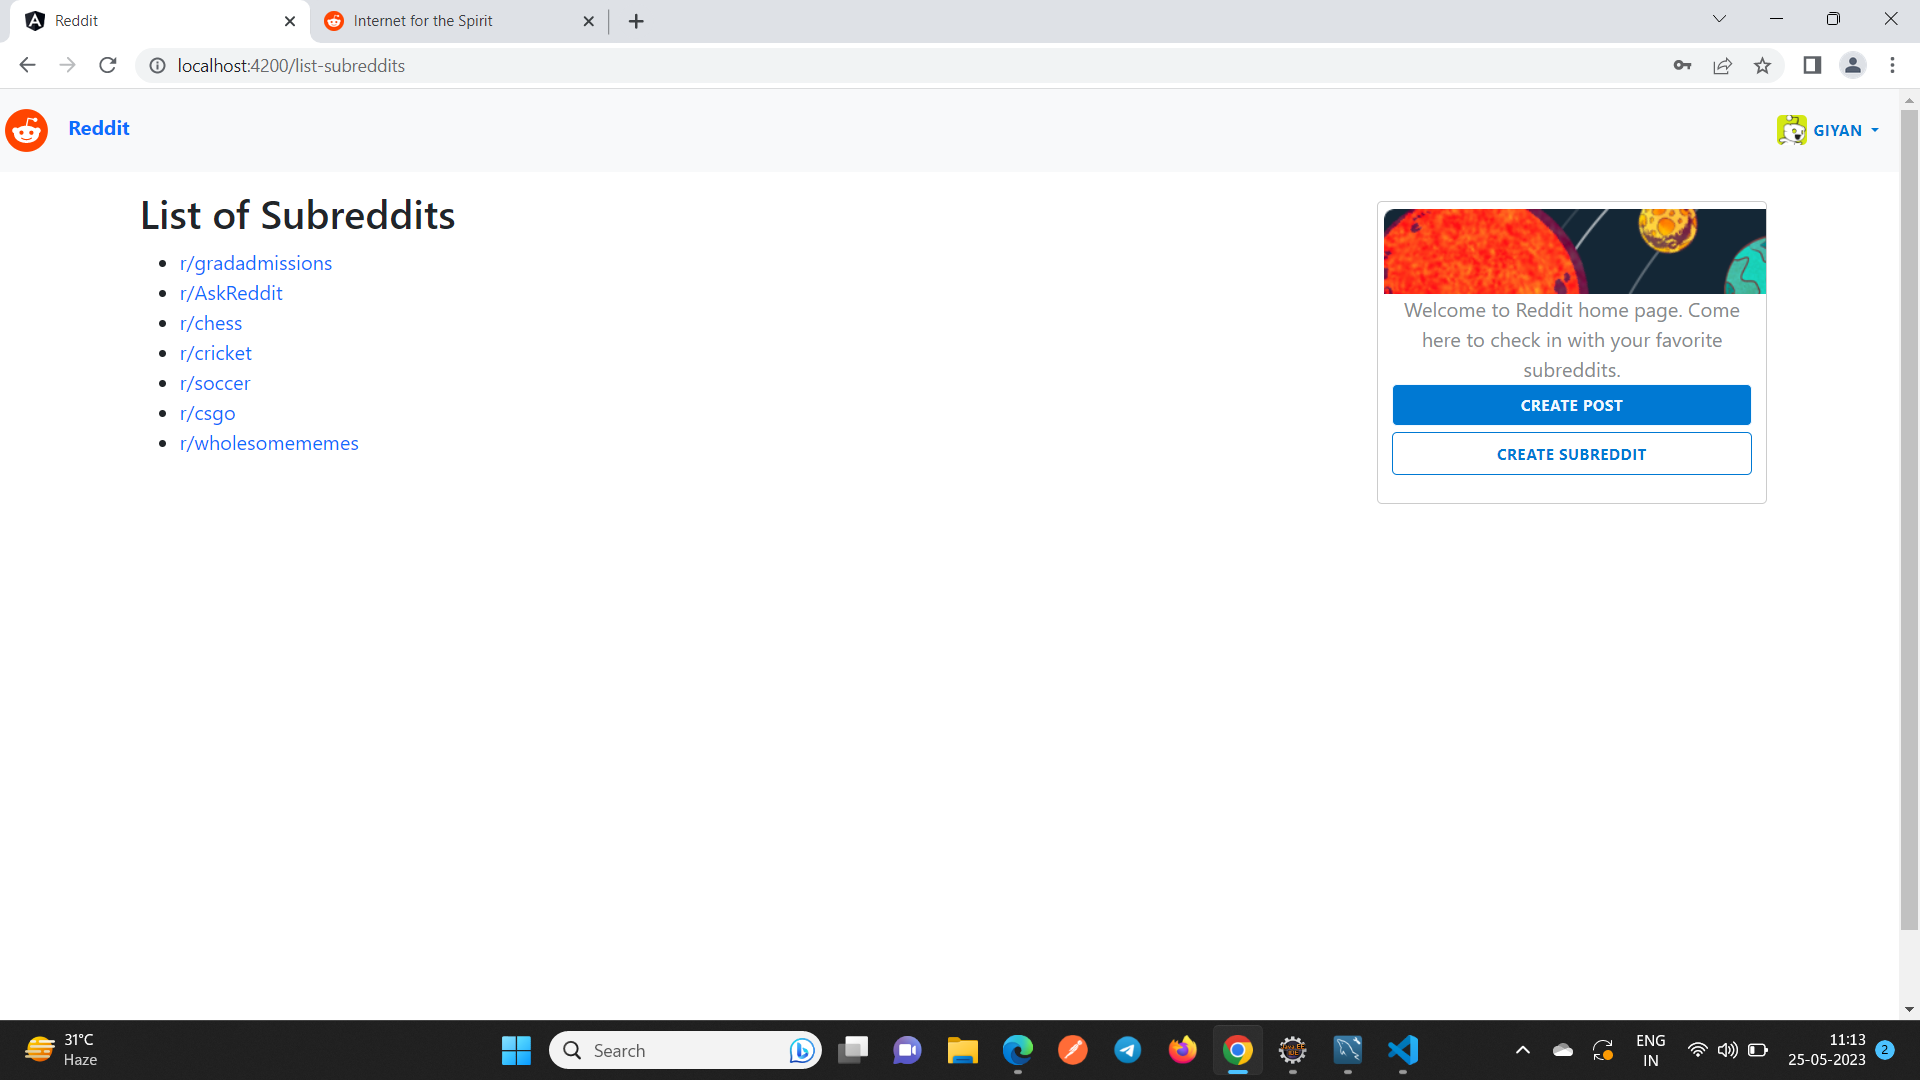 Reddit
Internet for the Spirit
localhost:4200/list-subreddits
Reddit
GIYAN
List of Subreddits
r/gradadmissions
r/AskReddit
r/chess
r/cricket
r/soccer
r/csgo
r/wholesomememes
Welcome to Reddit home page. Come
here to check in with your favorite
subreddits.
CREATE POST
CREATE SUBREDDIT
31°C
Haze
Search
ENG
IN
11:13
25-05-2023
2